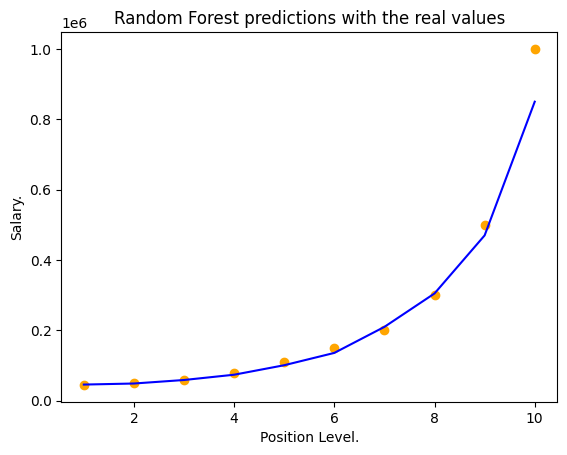 Random Forest predictions with the real values
1e6
1.0
0.8
0.6
0.4
0.2
0.0
Salary.
2 4 6 8 10
Position Level.